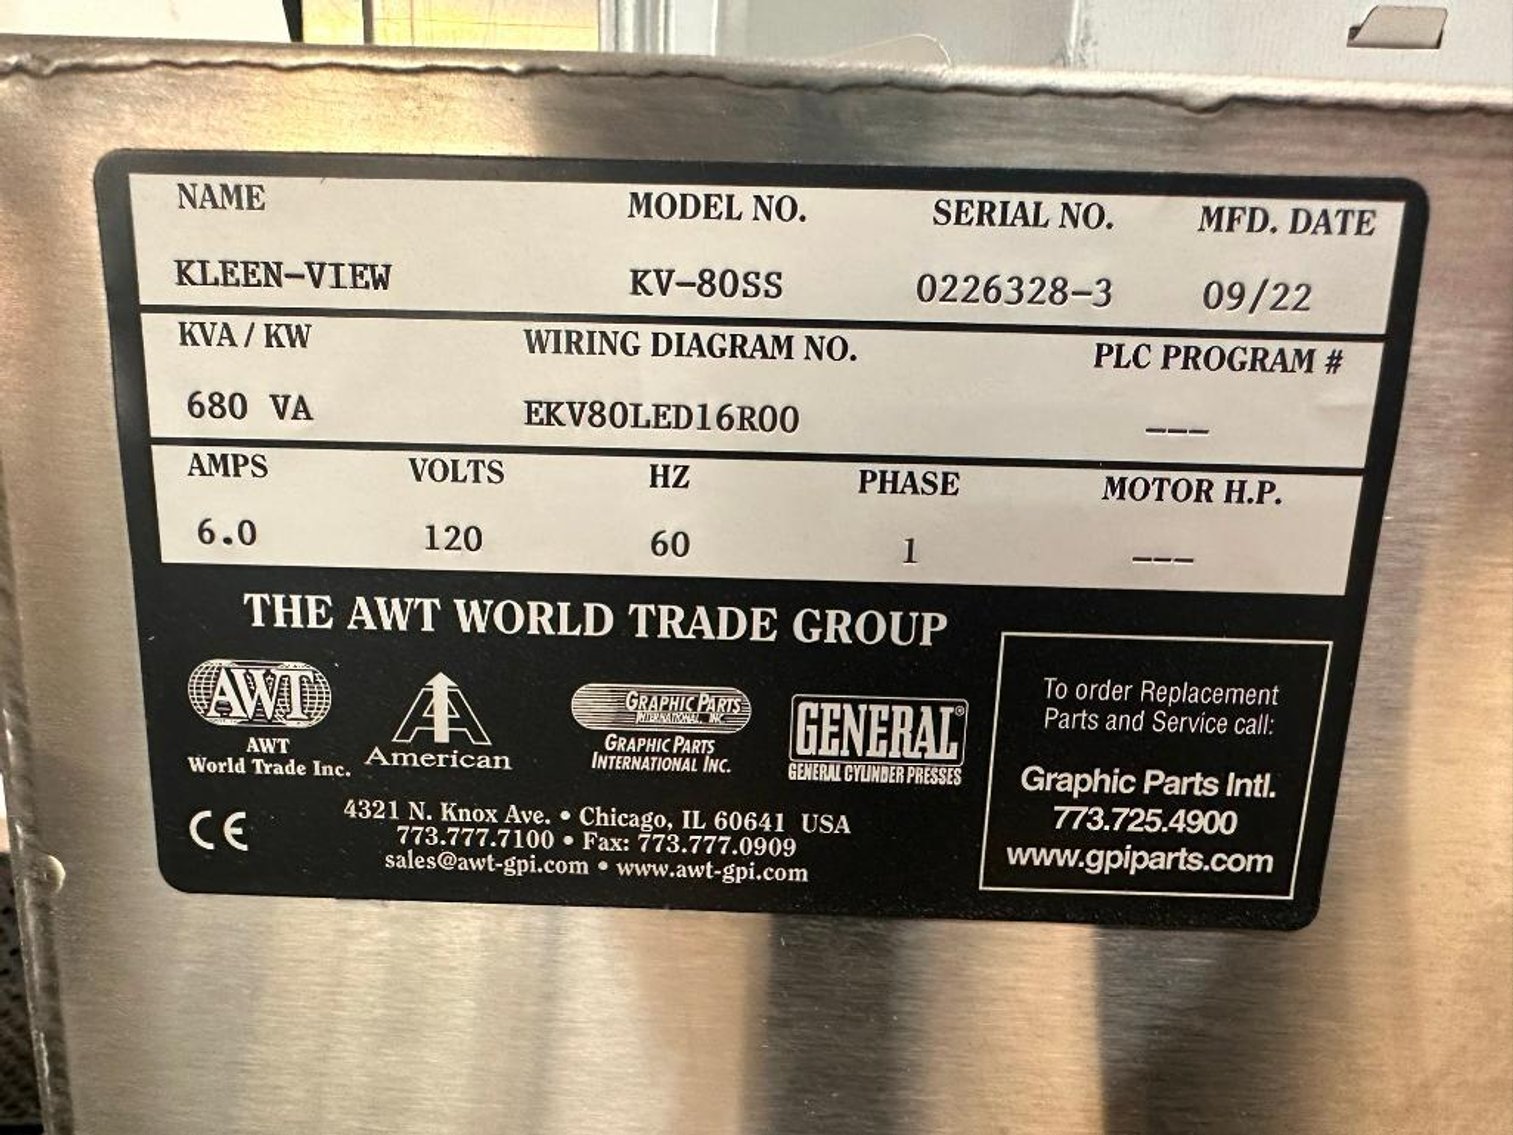 NAME MODEL NO. SERIAL NO. MFD. DATE
KLEEN-VIEW KV-80SS 0226328-3 09/22
KVA / KW WIRING DIAGRAM NO. PLC PROGRAM #
680 VA EKV80LED16R00 ---
AMPS VOLTS HZ PHASE MOTOR H.P.
6.0 120 60 1 ---
THE AWT WORLD TRADE GROUP
AWT
AWT
World Trade Inc.
American
GRAPHIC PARTS
INTERNATIONAL, INC.
GRAPHIC PARTS
INTERNATIONAL INC.
GENERAL®
GENERAL CYLINDER PRESSES
CE
4321 N. Knox Ave. • Chicago, IL 60641 USA
773.777.7100 • Fax: 773.777.0909
sales@awt-gpi.com • www.awt-gpi.com
To order Replacement
Parts and Service call:
Graphic Parts Intl.
773.725.4900
www.gpiparts.com